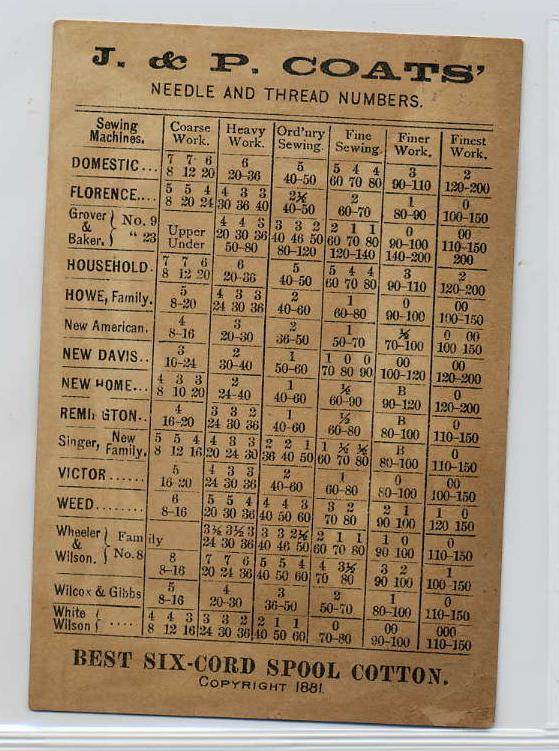 J. & P. COATS'
NEEDLE AND THREAD NUMBERS.
Sewing Machines. Coarse Work. Heavy Work. Ord'nry Sewing. Fine Sewing. Finer Work. Finest Work.
DOMESTIC... 7 7 6 6 5 5 4 4 3 2
8 12 20 20-36 40-50 60 70 80 90-110 120-200
FLORENCE.... 5 5 4 4 3 3 2½ 2 1 0
8 20 24 30 36 40 40-50 60-70 80-90 100-150
Grover & Baker. No. 9 4 4 3 3 3 2 2 1 1 0 00
" 23 Upper 20 30 36 40 46 50 60 70 80 90-100 110-150
Under 50-80 80-120 120-140 140-200 200
HOUSEHOLD. 7 7 6 6 5 5 4 4 3 2
8 12 20 20-36 40-50 60 70 80 90-110 120-200
HOWE, Family. 5 4 3 3 2 1 0 00
8-20 24 30 36 40-60 60-80 90-100 100-150
New American. 4 3 2 1 ½ 0 00
8-16 20-30 36-50 50-70 70-100 100 150
NEW DAVIS.. 3 2 1 1 0 0 00 000
10-24 30-40 50-60 70 80 90 100-120 120-200
NEW HOME... 4 3 3 2 1 B 0
8 10 20 24-40 40-60 60-90 90-120 120-200
REMINGTON.. 4 3 3 2 1 ½ B 0
16-20 24 30 36 40-60 60-80 80-100 110-150
Singer, New Family. 5 5 4 4 3 3 2 2 1 1 ½ ½ B 0
8 12 16 20 24 30 36 40 50 60 70 80 80-100 110-150
VICTOR...... 5 4 3 3 2 1 0 00
16-20 24 30 36 40-60 60-80 80-100 100-150
WEED........ 6 5 5 4 4 4 3 3 2 2 1 1 0
8-16 20 30 36 40 50 60 70 80 90 100 120 150
Wheeler & Wilson. Family 3½ 3½ 3 3 3 2½ 2 1 1 1 0 0
24 30 36 40 46 50 60 70 80 90 100 110-150
No. 8 8 7 7 6 5 5 4 4 3½ 3 2 1
8-16 20 24 36 40 50 60 70 80 90 100 100-150
Wilcox & Gibbs 5 4 3 2 1 0
8-16 20-30 36-50 50-70 80-100 110-150
White Wilson .... 4 4 3 3 3 2 2 1 1 0 00 000
8 12 16 24 30 36 40 50 60 70-80 90-100 110-150
BEST SIX-CORD SPOOL COTTON.
COPYRIGHT 1881.